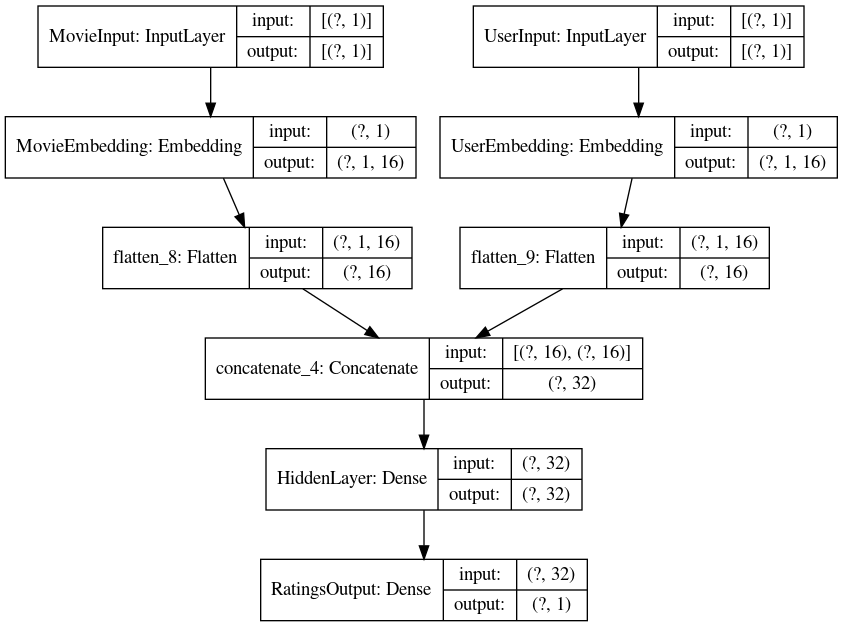 MovieInput: InputLayer
input: [(?, 1)]
output: [(?, 1)]
UserInput: InputLayer
input: [(?, 1)]
output: [(?, 1)]
MovieEmbedding: Embedding
input: (?, 1)
output: (?, 1, 16)
UserEmbedding: Embedding
input: (?, 1)
output: (?, 1, 16)
flatten_8: Flatten
input: (?, 1, 16)
output: (?, 16)
flatten_9: Flatten
input: (?, 1, 16)
output: (?, 16)
concatenate_4: Concatenate
input: [(?, 16), (?, 16)]
output: (?, 32)
HiddenLayer: Dense
input: (?, 32)
output: (?, 32)
RatingsOutput: Dense
input: (?, 32)
output: (?, 1)